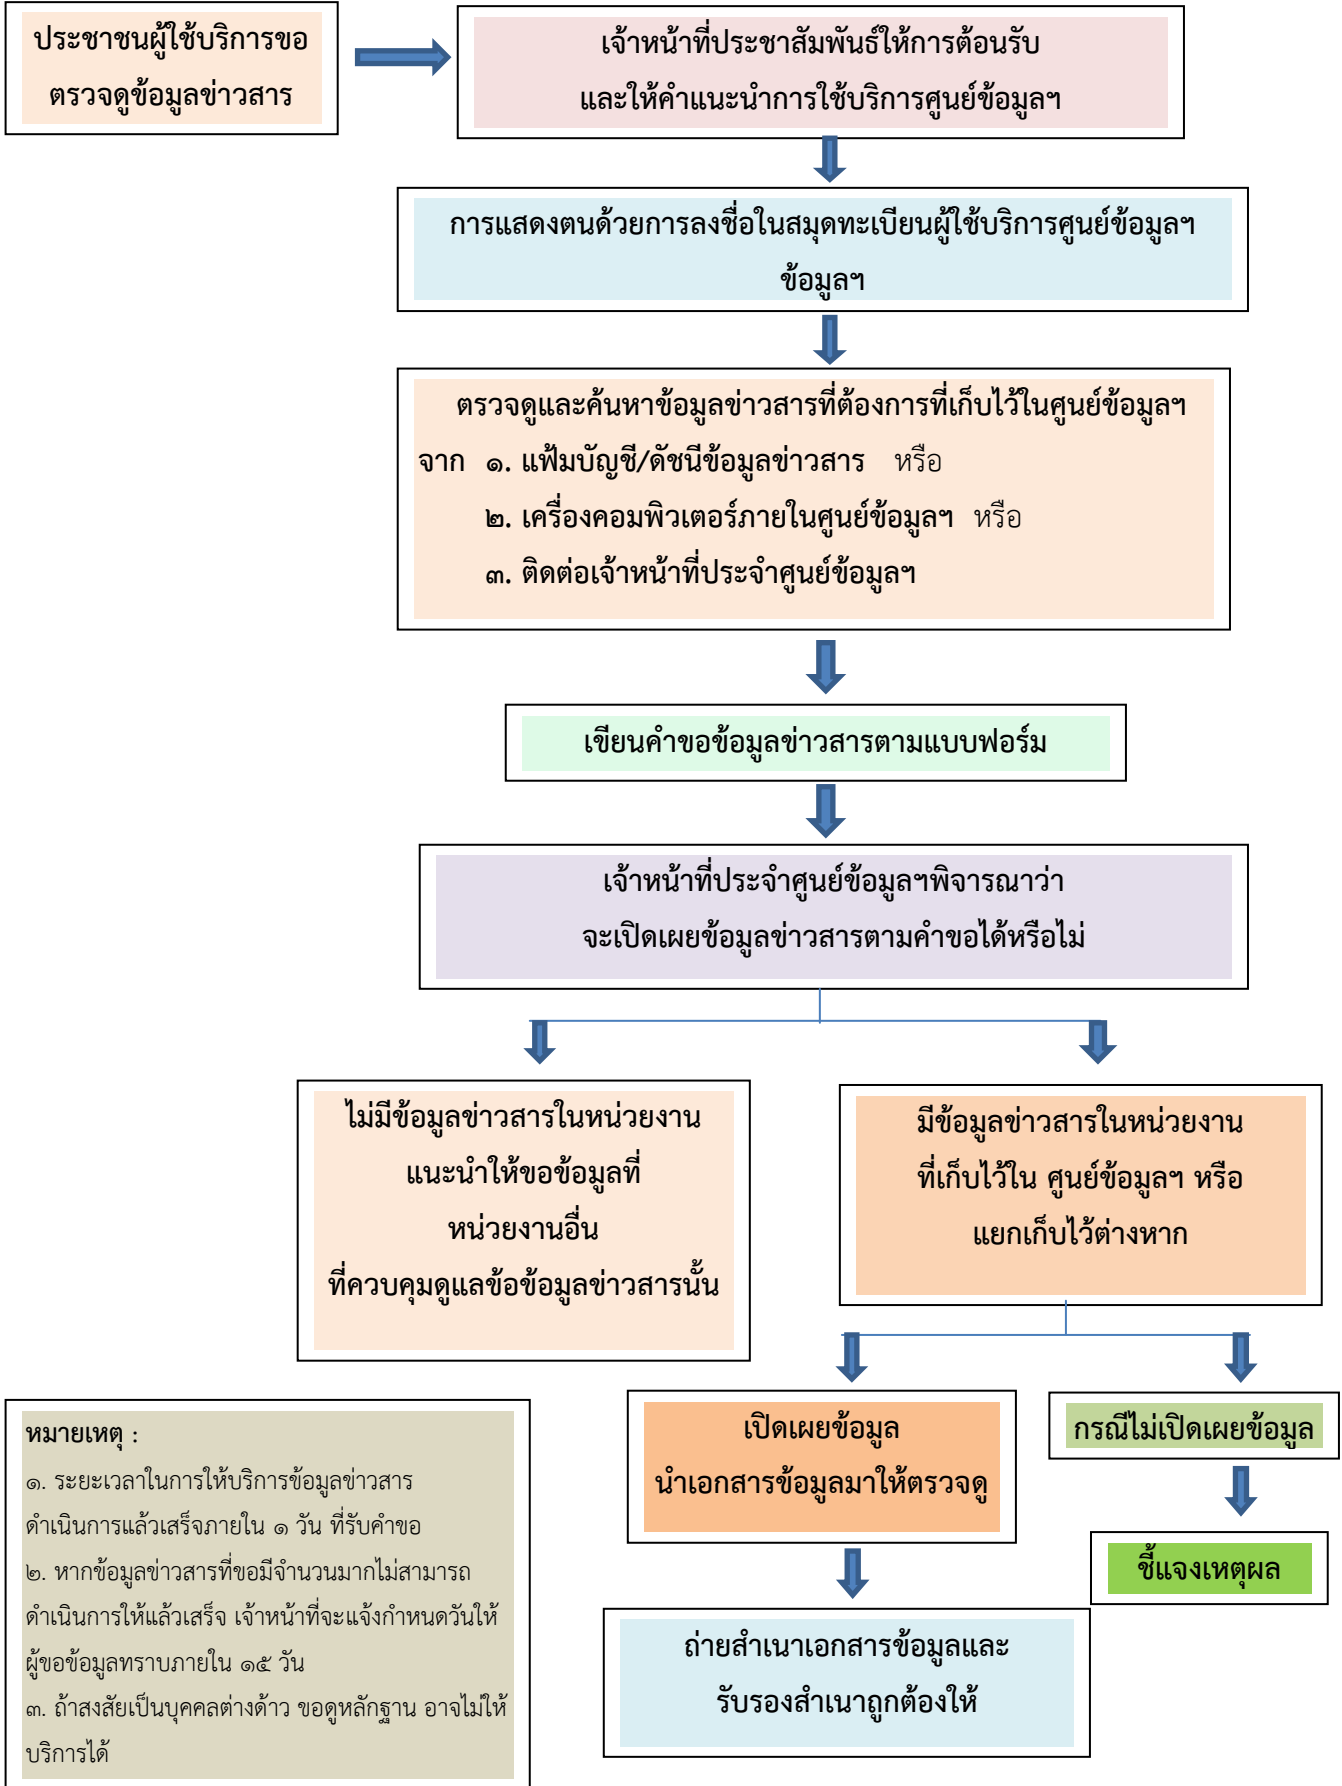 ประชาชนผู้ใช้บริการขอ
ตรวจดูข้อมูลข่าวสาร
เจ้าหน้าที่ประชาสัมพันธ์ให้การต้อนรับ
และให้คำแนะนำการใช้บริการศูนย์ข้อมูลฯ
การแสดงตนด้วยการลงชื่อในสมุดทะเบียนผู้ใช้บริการศูนย์ข้อมูลฯ
ข้อมูลฯ
ตรวจดูและค้นหาข้อมูลข่าวสารที่ต้องการที่เก็บไว้ในศูนย์ข้อมูลฯ
จาก ๑. แฟ้มบัญชี/ดัชนีข้อมูลข่าวสาร หรือ
๒. เครื่องคอมพิวเตอร์ภายในศูนย์ข้อมูลฯ หรือ
๓. ติดต่อเจ้าหน้าที่ประจำศูนย์ข้อมูลฯ
เขียนคำขอข้อมูลข่าวสารตามแบบฟอร์ม
เจ้าหน้าที่ประจำศูนย์ข้อมูลฯพิจารณาว่า
จะเปิดเผยข้อมูลข่าวสารตามคำขอได้หรือไม่
ไม่มีข้อมูลข่าวสารในหน่วยงาน
แนะนำให้ขอข้อมูลที่
หน่วยงานอื่น
ที่ควบคุมดูแลข้อข้อมูลข่าวสารนั้น
มีข้อมูลข่าวสารในหน่วยงาน
ที่เก็บไว้ใน ศูนย์ข้อมูลฯ หรือ
แยกเก็บไว้ต่างหาก
เปิดเผยข้อมูล
นำเอกสารข้อมูลมาให้ตรวจดู
กรณีไม่เปิดเผยข้อมูล
ชี้แจงเหตุผล
ถ่ายสำเนาเอกสารข้อมูลและ
รับรองสำเนาถูกต้องให้
หมายเหตุ :
๑. ระยะเวลาในการให้บริการข้อมูลข่าวสาร
ดำเนินการแล้วเสร็จภายใน ๑ วัน ที่รับคำขอ
๒. หากข้อมูลข่าวสารที่ขอมีจำนวนมากไม่สามารถ
ดำเนินการให้แล้วเสร็จ เจ้าหน้าที่จะแจ้งกำหนดวันให้
ผู้ขอข้อมูลทราบภายใน ๑๕ วัน
๓. ถ้าสงสัยเป็นบุคคลต่างด้าว ขอดูหลักฐาน อาจไม่ให้
บริการได้